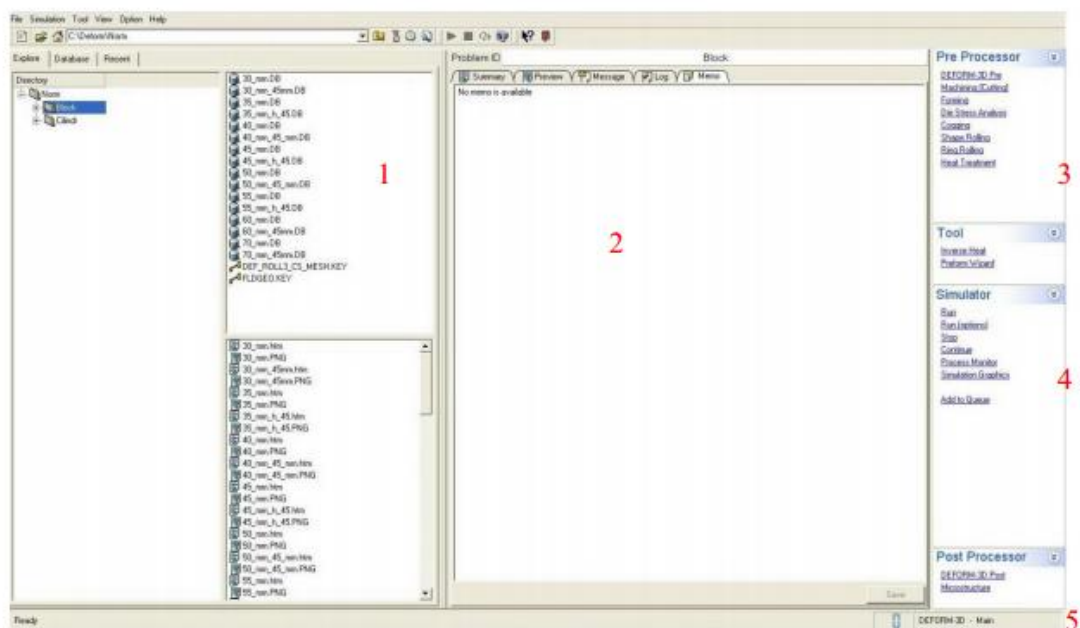 File Simulation Tool View Option Help
C:\Deform\Norm
Explore Database Recent
Directory
Norm
Block
Cilindr
30_mm.DB
30_mm_45mm.DB
35_mm.DB
35_mm_h_45.DB
40_mm.DB
40_mm_45_mm.DB
45_mm.DB
45_mm_h_45.DB
50_mm.DB
50_mm_45_mm.DB
55_mm.DB
55_mm_h_45.DB
60_mm.DB
60_mm_45mm.DB
70_mm.DB
70_mm_45mm.DB
DEF_ROLL3_CS_MESH.KEY
FLDGEO.KEY
1
30_mm.htm
30_mm.PNG
30_mm_45mm.htm
30_mm_45mm.PNG
35_mm.htm
35_mm.PNG
35_mm_h_45.htm
35_mm_h_45.PNG
40_mm.htm
40_mm.PNG
40_mm_45_mm.htm
40_mm_45_mm.PNG
45_mm.htm
45_mm.PNG
45_mm_h_45.htm
45_mm_h_45.PNG
50_mm.htm
50_mm.PNG
50_mm_45_mm.htm
50_mm_45_mm.PNG
55_mm.htm
55_mm.PNG
Problem ID Block
Summary Preview Message Log Memo
No memo is available
2
Save
Pre Processor
DEFORM-3D Pre
Machining [Cutting]
Forming
Die Stress Analysis
Cogging
Shape Rolling
Ring Rolling
Heat Treatment
3
Tool
Inverse Heat
Preform Wizard
Simulator
Run
Run (options)
Stop
Continue
Process Monitor
Simulation Graphics
Add to Queue
4
Post Processor
DEFORM-3D Post
Microstructure
Ready
DEFORM-3D - Main
5